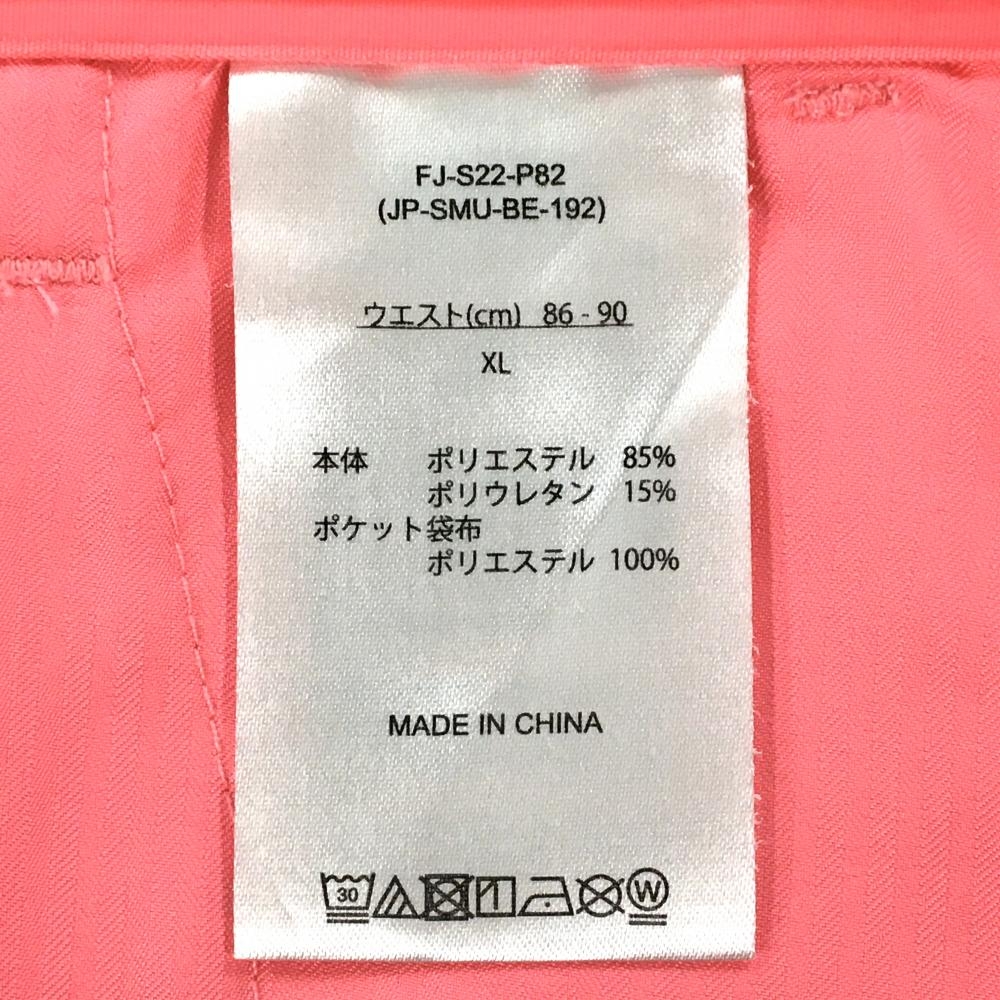 FJ-S22-P82
(JP-SMU-BE-192)
ウエスト(cm) 86 - 90
XL
本体 ポリエステル 85%
ポリウレタン 15%
ポケット袋布
ポリエステル 100%
MADE IN CHINA
30 W